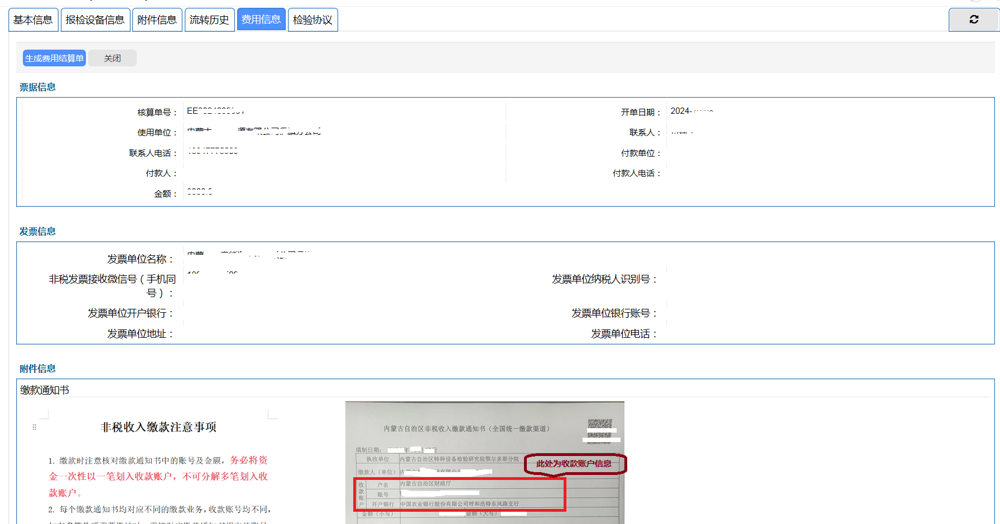 基本信息 报检设备信息 附件信息 流转历史 费用信息 检验协议
生成费用结算单 关闭
票据信息
核算单号： 开单日期： 2024-
使用单位： 联系人：
联系人电话： 付款单位：
付款人： 付款人电话：
金额：
发票信息
发票单位名称：
非税发票接收微信号（手机同号）： 发票单位纳税人识别号：
发票单位开户银行： 发票单位银行账号：
发票单位地址： 发票单位电话：
附件信息
缴款通知书
非税收入缴款注意事项
1. 缴款时注意核对缴款通知书中的账号及金额，务必将资
金一次性以一笔划入收款账户，不可分解多笔划入收
款账户。
2. 每个缴款通知书均对应不同的缴款业务，收款账号均不同，
内蒙古自治区非税收入缴款通知书（全国统一缴款渠道）
填制日期： 年 月 日
执收单位 内蒙古自治区特种设备检验研究院鄂尔多斯分院
此处为收款账户信息
缴款人（单位）
收款账户
户名 内蒙古自治区财政厅
账号
开户银行 中国农业银行股份有限公司呼和浩特东风路支行
金额（小写） 金额（大写）